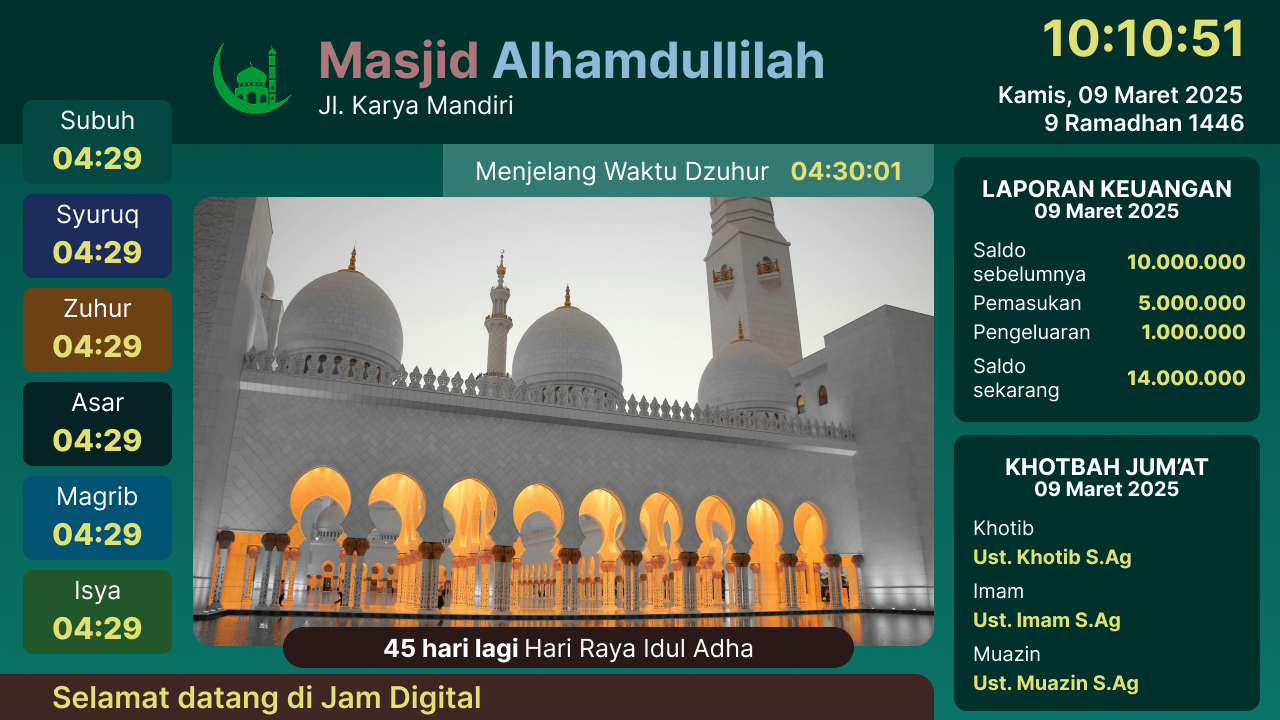 Masjid Alhamdullilah
Jl. Karya Mandiri
10:10:51
Kamis, 09 Maret 2025
9 Ramadhan 1446
Subuh
04:29
Syuruq
04:29
Zuhur
04:29
Asar
04:29
Magrib
04:29
Isya
04:29
Menjelang Waktu Dzuhur 04:30:01
45 hari lagi Hari Raya Idul Adha
Selamat datang di Jam Digital
LAPORAN KEUANGAN
09 Maret 2025
Saldo
sebelumnya 10.000.000
Pemasukan 5.000.000
Pengeluaran 1.000.000
Saldo
sekarang 14.000.000
KHOTBAH JUM’AT
09 Maret 2025
Khotib
Ust. Khotib S.Ag
Imam
Ust. Imam S.Ag
Muazin
Ust. Muazin S.Ag